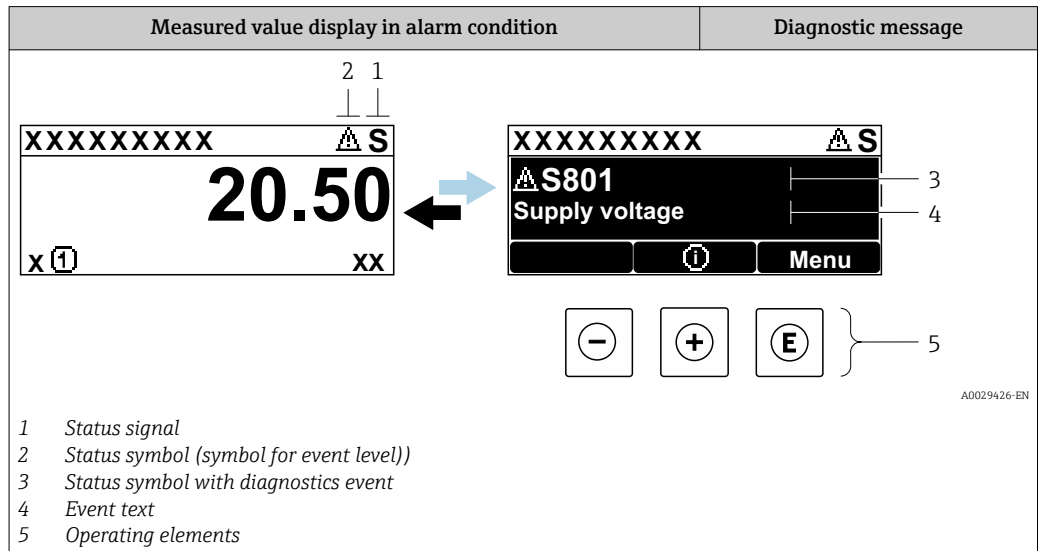 Measured value display in alarm condition Diagnostic message
2 1
XXXXXXXXX ⚠ S
20.50
x 1 xx
XXXXXXXXX ⚠ S
⚠S801
Supply voltage
i Menu
3
4
- + E
5
A0029426-EN
1 Status signal
2 Status symbol (symbol for event level))
3 Status symbol with diagnostics event
4 Event text
5 Operating elements